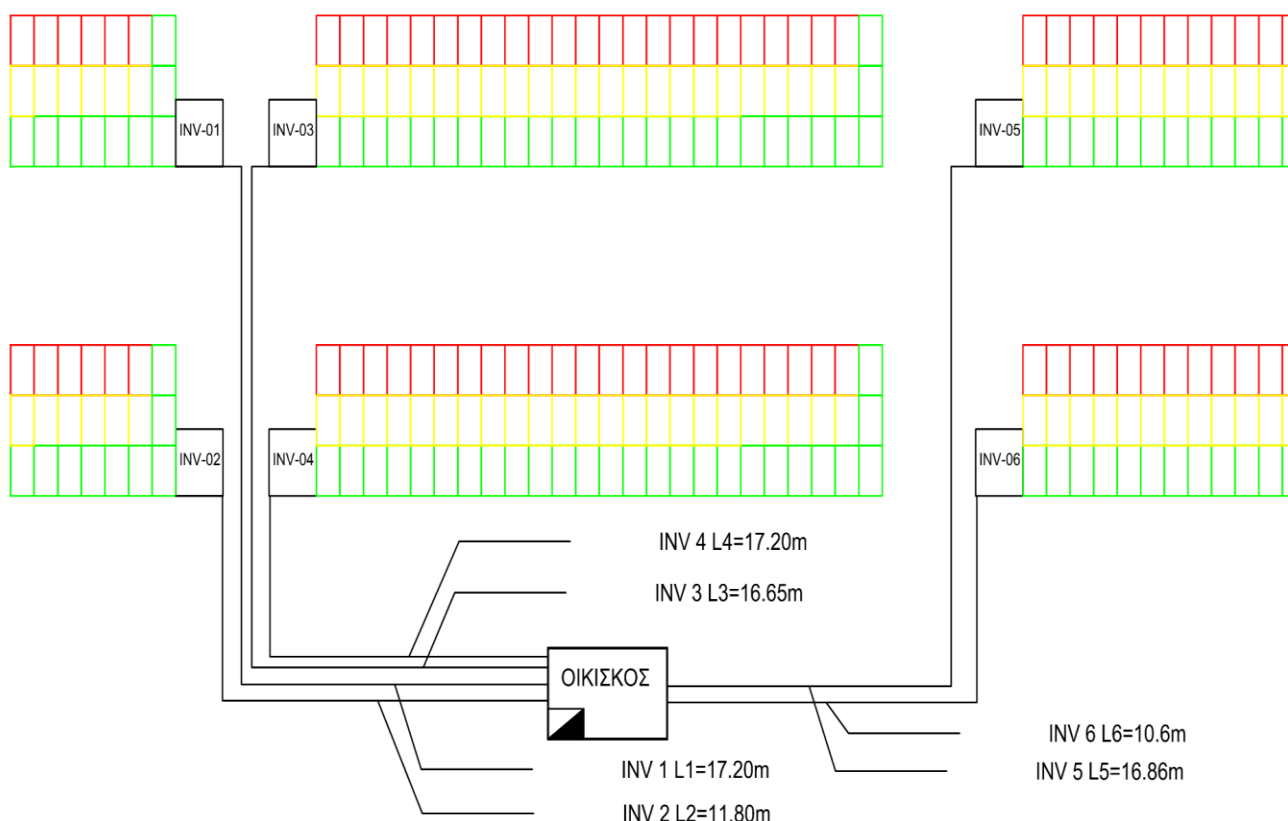 INV-01
INV-03
INV-05
INV-02
INV-04
INV-06
INV 4 L4=17.20m
INV 3 L3=16.65m
ΟΙΚΙΣΚΟΣ
INV 6 L6=10.6m
INV 1 L1=17.20m
INV 5 L5=16.86m
INV 2 L2=11.80m